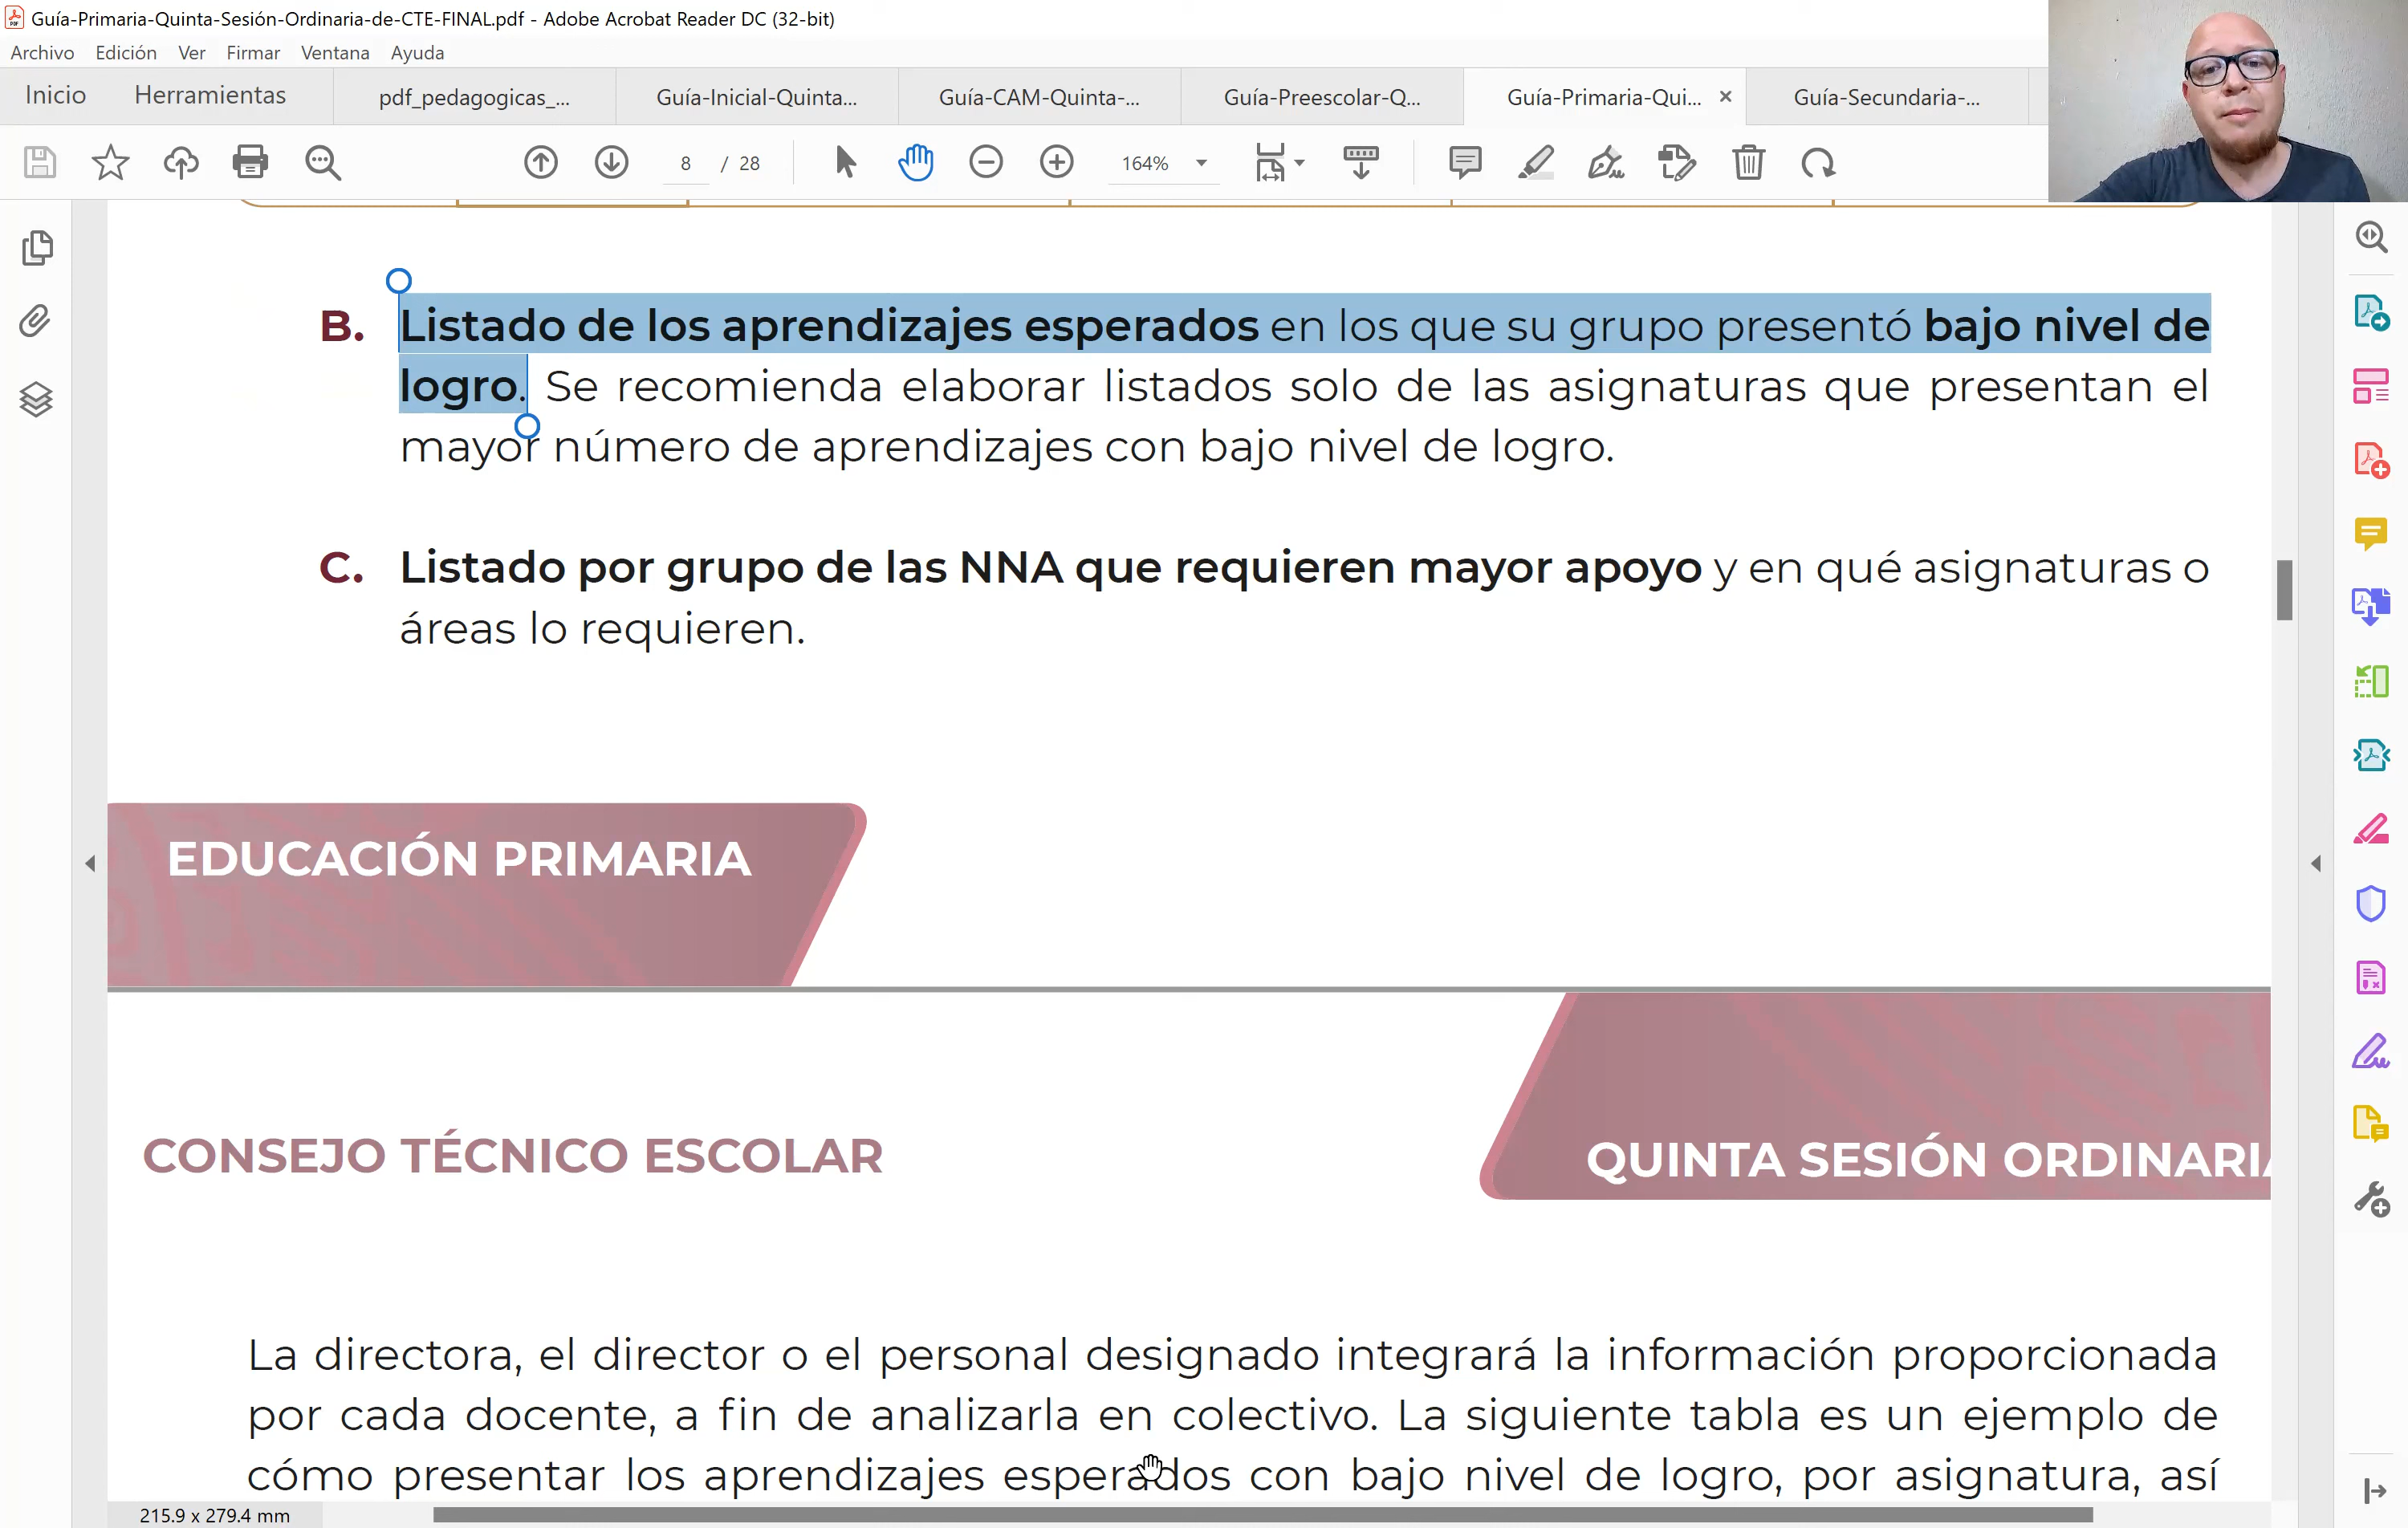 Guía-Primaria-Quinta-Sesión-Ordinaria-de-CTE-FINAL.pdf - Adobe Acrobat Reader DC (32-bit)
Archivo Edición Ver Firmar Ventana Ayuda
Inicio Herramientas pdf_pedagogicas_... Guía-Inicial-Quinta... Guía-CAM-Quinta-... Guía-Preescolar-Q... Guía-Primaria-Qui... Guía-Secundaria-...
8 / 28 164%
B. Listado de los aprendizajes esperados en los que su grupo presentó bajo nivel de
logro. Se recomienda elaborar listados solo de las asignaturas que presentan el
mayor número de aprendizajes con bajo nivel de logro.
C. Listado por grupo de las NNA que requieren mayor apoyo y en qué asignaturas o
áreas lo requieren.
EDUCACIÓN PRIMARIA
CONSEJO TÉCNICO ESCOLAR
QUINTA SESIÓN ORDINARIA
La directora, el director o el personal designado integrará la información proporcionada
por cada docente, a fin de analizarla en colectivo. La siguiente tabla es un ejemplo de
cómo presentar los aprendizajes esperados con bajo nivel de logro, por asignatura, así
215.9 x 279.4 mm